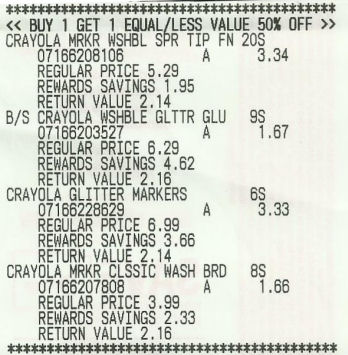 ****************************************
<< BUY 1 GET 1 EQUAL/LESS VALUE 50% OFF >>
CRAYOLA MRKR WSHBL SPR TIP FN 20S
07166208106 A 3.34
REGULAR PRICE 5.29
REWARDS SAVINGS 1.95
RETURN VALUE 2.14
B/S CRAYOLA WSHBLE GLTTR GLU 9S
07166203527 A 1.67
REGULAR PRICE 6.29
REWARDS SAVINGS 4.62
RETURN VALUE 2.16
CRAYOLA GLITTER MARKERS 6S
07166228629 A 3.33
REGULAR PRICE 6.99
REWARDS SAVINGS 3.66
RETURN VALUE 2.14
CRAYOLA MRKR CLSSIC WASH BRD 8S
07166207808 A 1.66
REGULAR PRICE 3.99
REWARDS SAVINGS 2.33
RETURN VALUE 2.16
****************************************